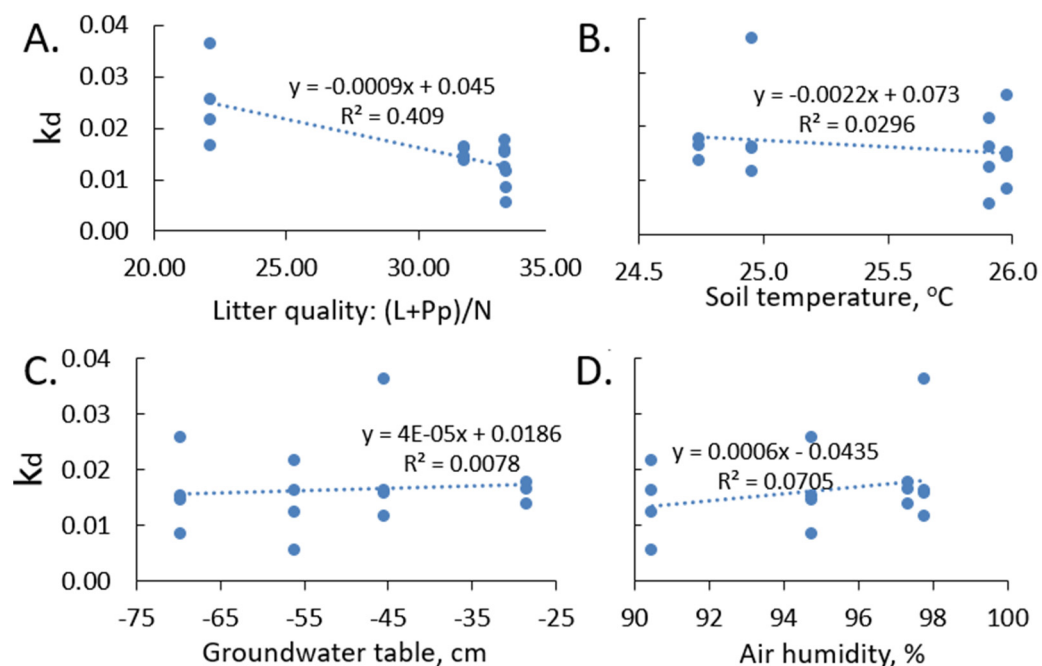 A.
0.04
0.03
0.02
0.01
0.00
kd
y = -0.0009x + 0.045
R² = 0.409
20.00 25.00 30.00 35.00
Litter quality: (L+Pp)/N
B.
y = -0.0022x + 0.073
R² = 0.0296
24.5 25.0 25.5 26.0
Soil temperature, °C
C.
0.04
0.03
0.02
0.01
0.00
kd
y = 4E-05x + 0.0186
R² = 0.0078
-75 -65 -55 -45 -35 -25
Groundwater table, cm
D.
y = 0.0006x - 0.0435
R² = 0.0705
90 92 94 96 98 100
Air humidity, %